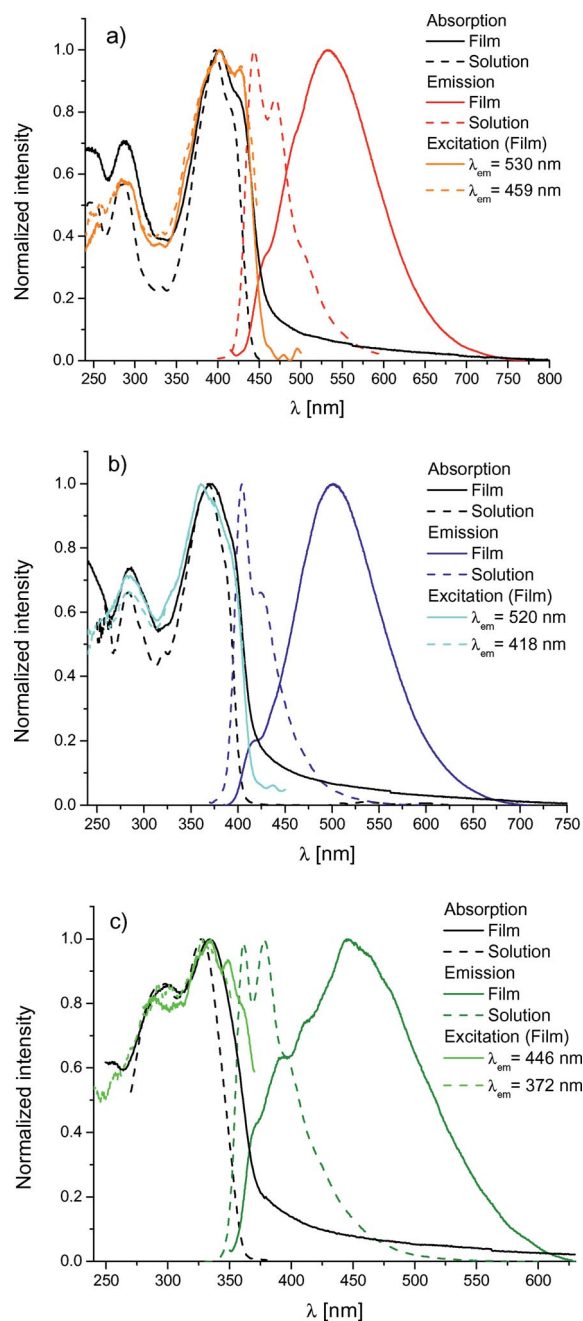 a)
Absorption
Film
Solution
Emission
Film
Solution
Excitation (Film)
λem= 530 nm
λem= 459 nm
Normalized intensity
1.0
0.8
0.6
0.4
0.2
0.0
250 300 350 400 450 500 550 600 650 700 750 800
λ [nm]
b)
Absorption
Film
Solution
Emission
Film
Solution
Excitation (Film)
λem= 520 nm
λem= 418 nm
Normalized intensity
1.0
0.8
0.6
0.4
0.2
0.0
250 300 350 400 450 500 550 600 650 700 750
λ [nm]
c)
Absorption
Film
Solution
Emission
Film
Solution
Excitation (Film)
λem= 446 nm
λem= 372 nm
Normalized intensity
1.0
0.8
0.6
0.4
0.2
0.0
250 300 350 400 450 500 550 600
λ [nm]